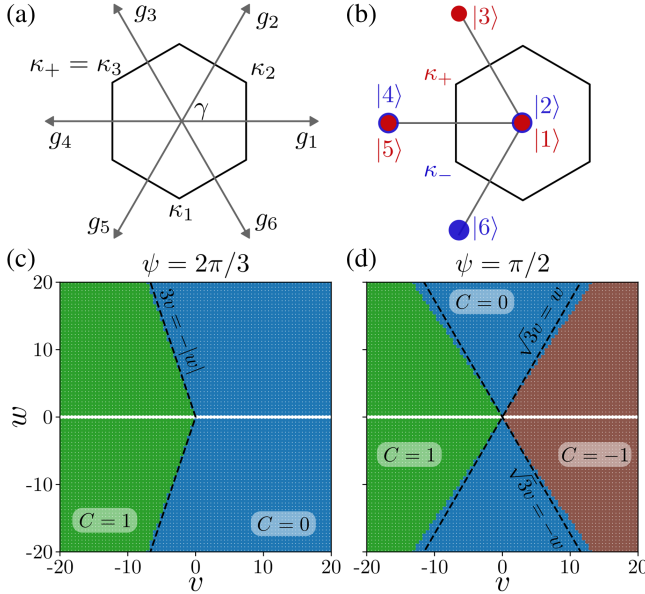 (a)
g₃
g₂
κ₊ = κ₃
κ₂
γ
g₄
g₁
κ₁
g₅
g₆
(b)
|3⟩
κ₊
|4⟩
|2⟩
|5⟩
|1⟩
κ₋
|6⟩
(c)
ψ = 2π/3
20
10
0
-10
-20
w
3v = −|w|
C = 1
C = 0
-20
-10
0
10
20
v
(d)
ψ = π/2
C = 0
√3v = w
C = 1
C = −1
√3v = −w
-20
-10
0
10
20
v